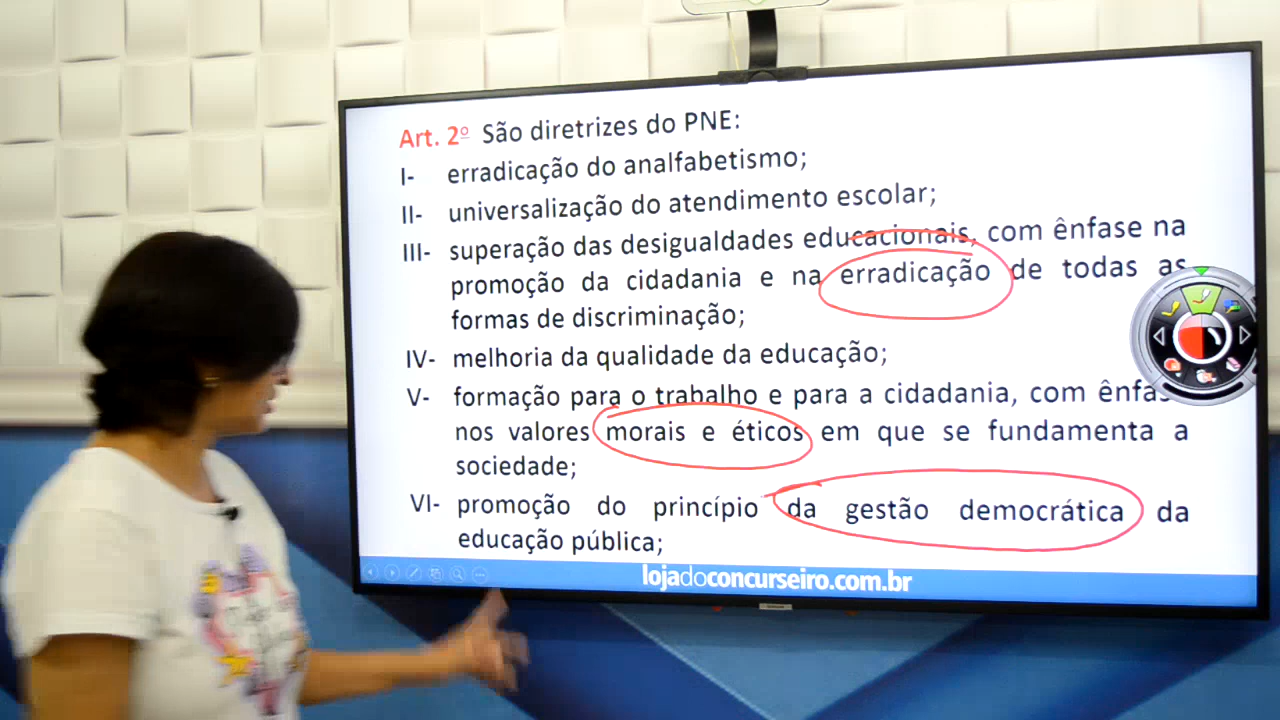 Art. 2º São diretrizes do PNE:
I- erradicação do analfabetismo;
II- universalização do atendimento escolar;
III- superação das desigualdades educacionais, com ênfase na
promoção da cidadania e na erradicação de todas as
formas de discriminação;
IV- melhoria da qualidade da educação;
V- formação para o trabalho e para a cidadania, com ênfas
nos valores morais e éticos em que se fundamenta a
sociedade;
VI- promoção do princípio da gestão democrática da
educação pública;
lojadoconcurseiro.com.br